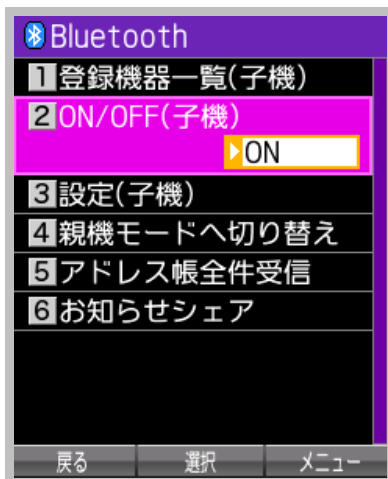 Bluetooth
1登録機器一覧(子機)
2ON/OFF(子機)
ON
3設定(子機)
4親機モードへ切り替え
5アドレス帳全件受信
6お知らせシェア
戻る 選択 メニュー